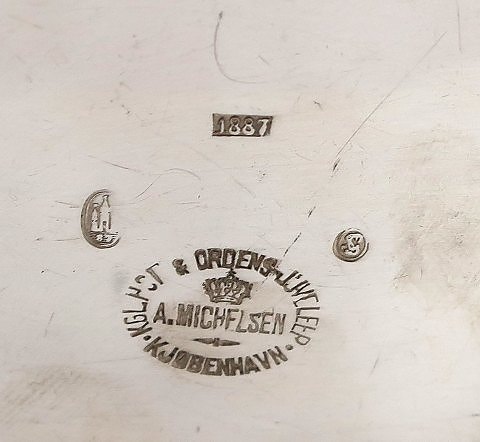 1887
KGL HOF & ORDENS-JUVELEER
A. MICHELSEN
· KJØBENHAVN ·